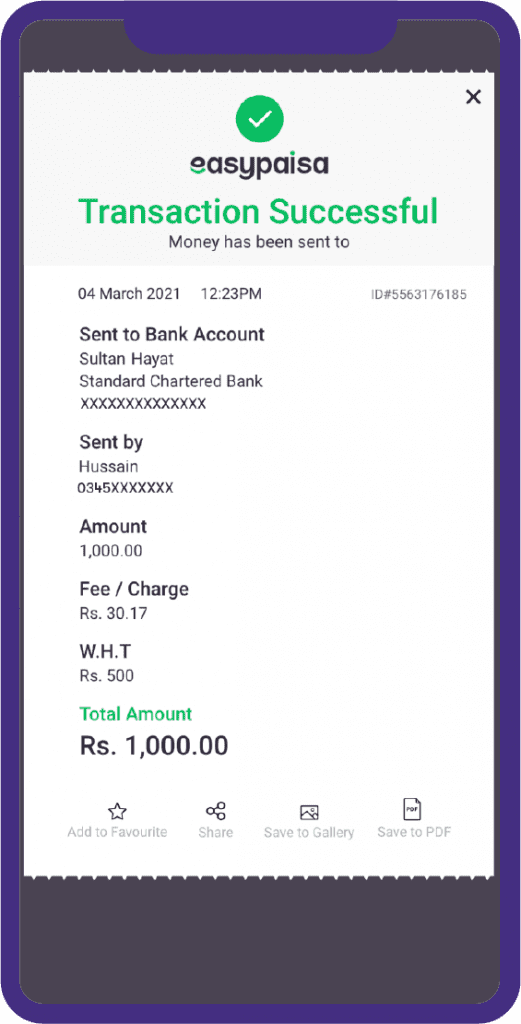 easypaisa
Transaction Successful
Money has been sent to
04 March 2021 12:23PM ID#5563176185
Sent to Bank Account
Sultan Hayat
Standard Chartered Bank
XXXXXXXXXXXXXX
Sent by
Hussain
0345XXXXXXX
Amount
1,000.00
Fee / Charge
Rs. 30.17
W.H.T
Rs. 500
Total Amount
Rs. 1,000.00
PDF
Add to Favourite Share Save to Gallery Save to PDF